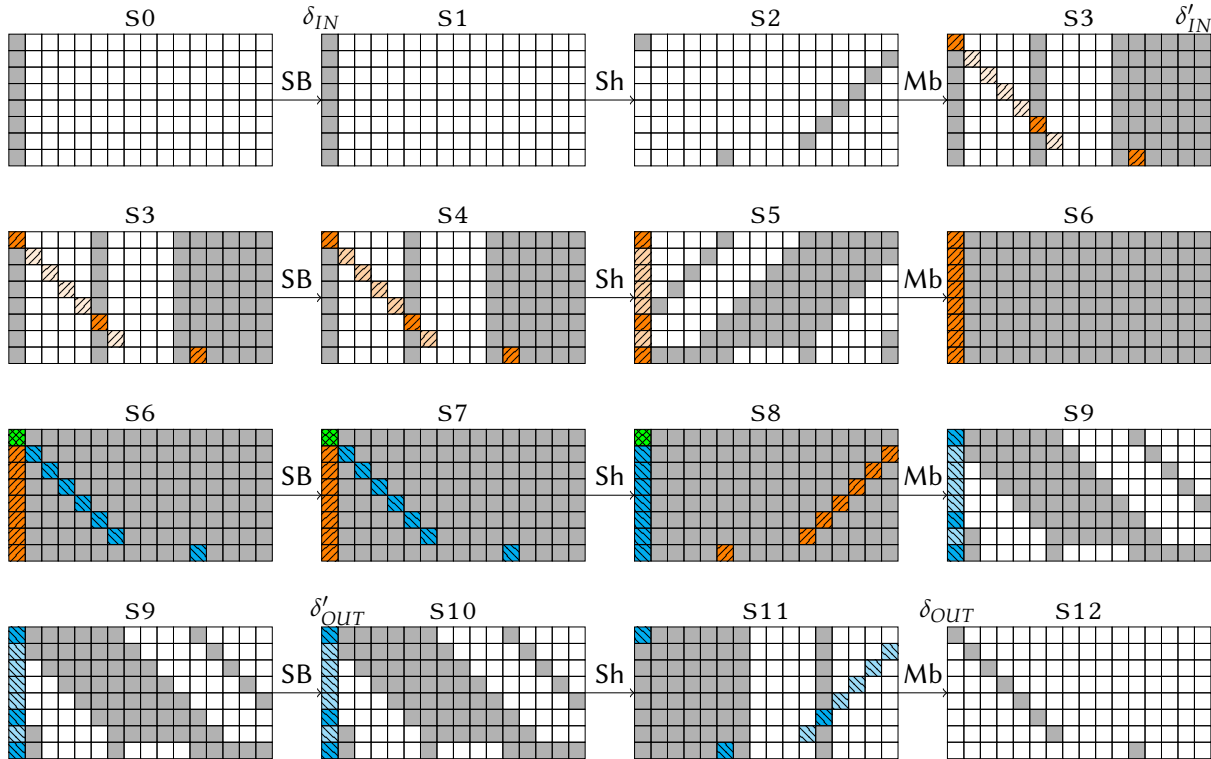 S0 δ_IN S1 S2 S3 δ'_IN
SB Sh Mb
S3 S4 S5 S6
SB Sh Mb
S6 S7 S8 S9
SB Sh Mb
S9 δ'_OUT S10 S11 δ_OUT S12
SB Sh Mb